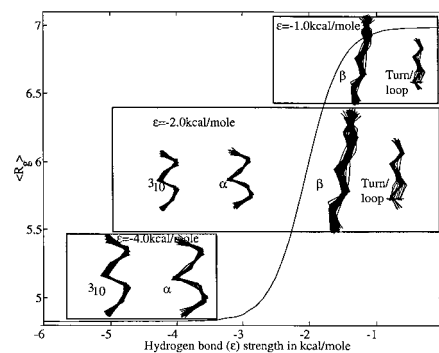 ε=-1.0kcal/mole
β
Turn/
loop
ε=-2.0kcal/mole
3₁₀
α
β
Turn/
loop
ε=-4.0kcal/mole
3₁₀
α
<R_g>
7
6.5
6
5.5
5
-6 -5 -4 -3 -2 -1
Hydrogen bond (ε) strength in kcal/mole